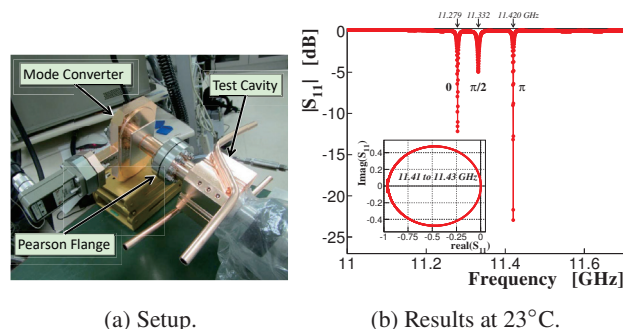 Mode Converter
Test Cavity
Pearson Flange
(a) Setup.
11.279 11.332 11.420 GHz
|S11| [dB]
0
-5
-10
-15
-20
-25
0 π/2 π
Imag(S11)
0.4
0.2
0
-0.2
-0.4
11.41 to 11.43 GHz
-1 -0.75 -0.5 -0.25 0
real(S11)
11 11.2 11.4 11.6
Frequency [GHz]
(b) Results at 23°C.